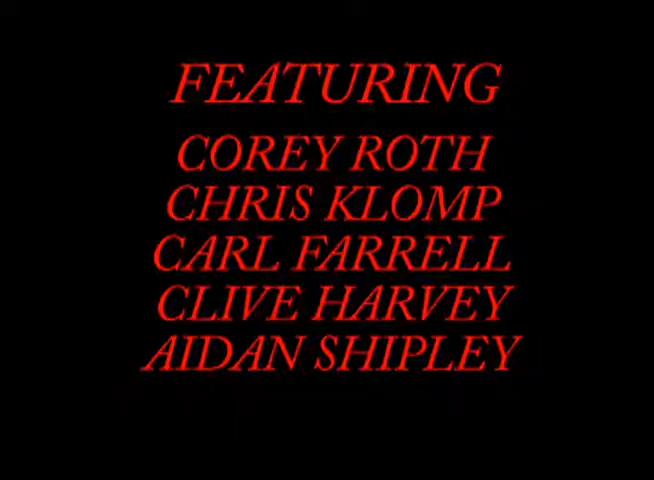 FEATURING
COREY ROTH
CHRIS KLOMP
CARL FARRELL
CLIVE HARVEY
AIDAN SHIPLEY